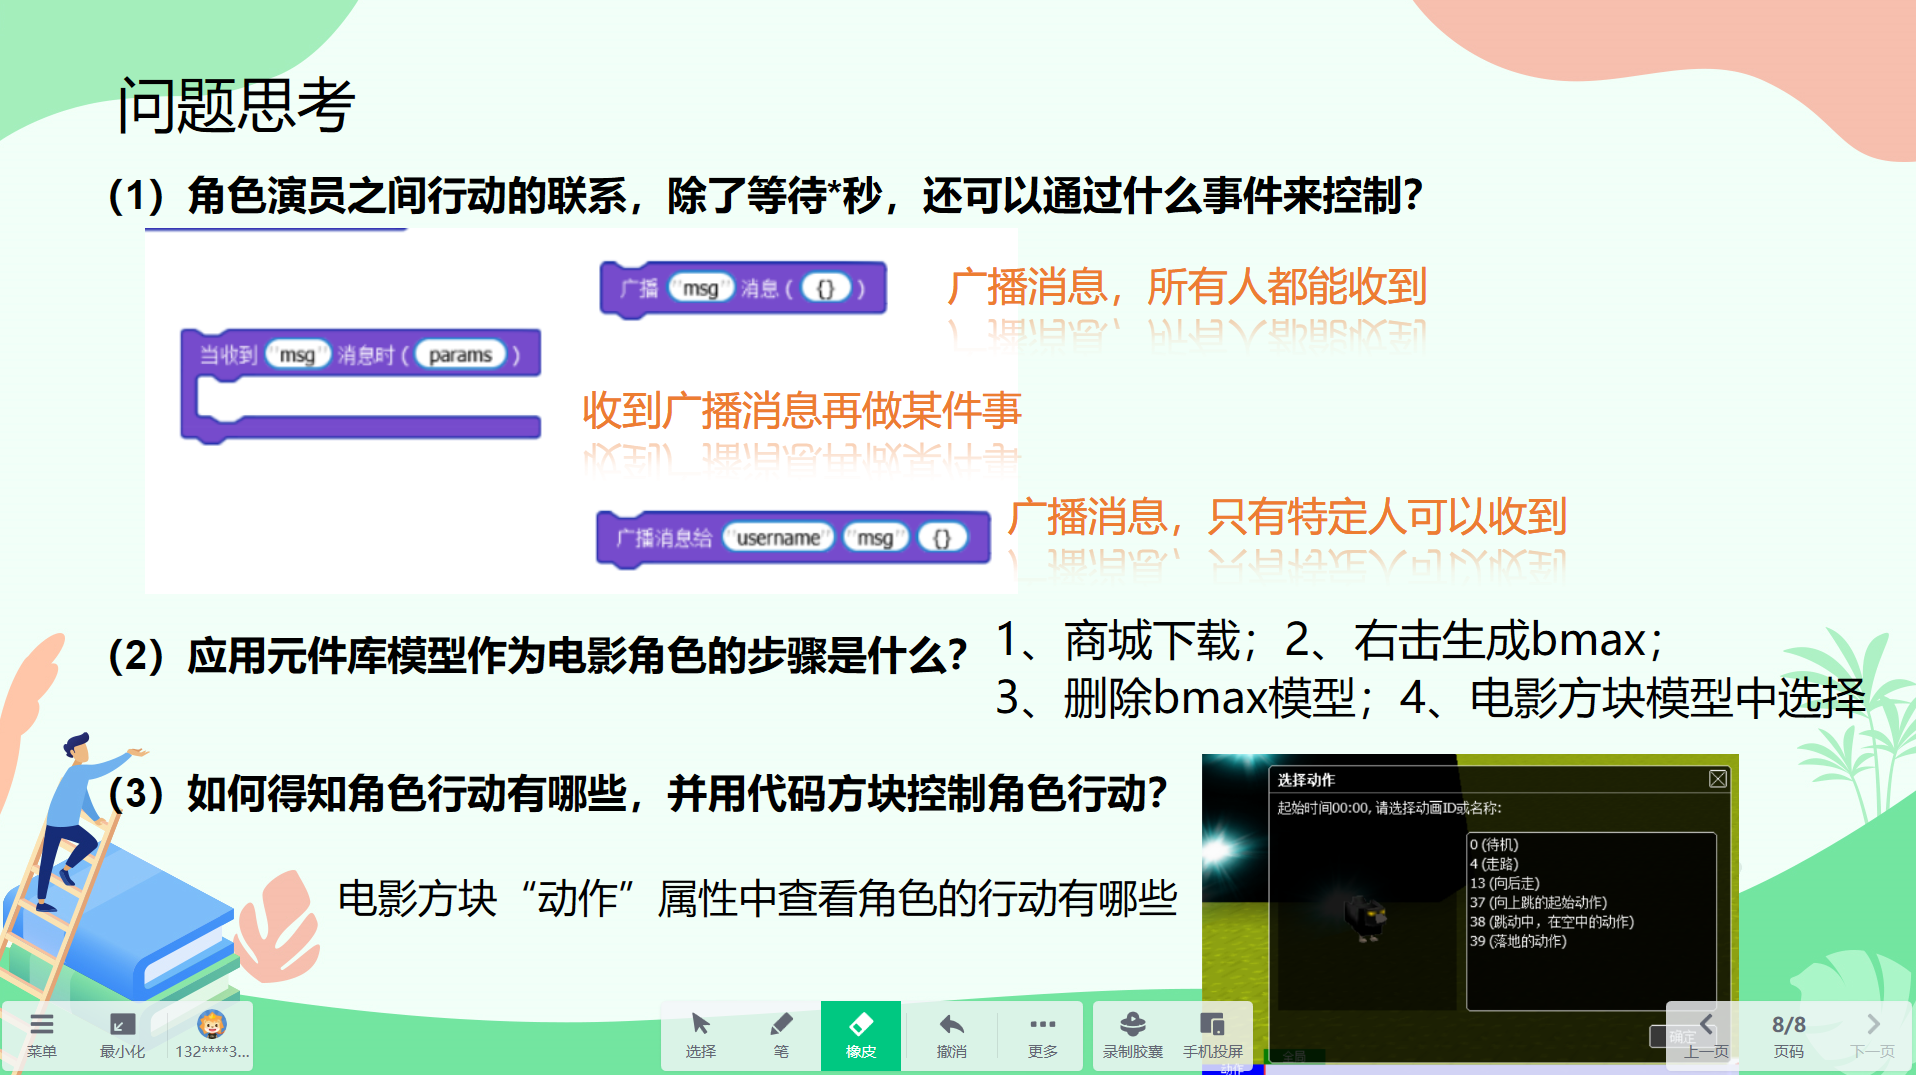 问题思考
（1）角色演员之间行动的联系，除了等待*秒，还可以通过什么事件来控制？
广播 "msg" 消息 ( {} )
广播消息，所有人都能收到
当收到 "msg" 消息时 ( params )
收到广播消息再做某件事
广播消息给 "username" "msg" {}
广播消息，只有特定人可以收到
（2）应用元件库模型作为电影角色的步骤是什么？
1、商城下载；2、右击生成bmax；
3、删除bmax模型；4、电影方块模型中选择
（3）如何得知角色行动有哪些，并用代码方块控制角色行动？
电影方块“动作”属性中查看角色的行动有哪些
选择动作
起始时间00:00, 请选择动画ID或名称:
0 (待机)
4 (走路)
13 (向后走)
37 (向上跳的起始动作)
38 (跳动中，在空中的动作)
39 (落地的动作)
确定
全局
动作
菜单
最小化
132****3...
选择
笔
橡皮
撤消
更多
录制胶囊
手机投屏
上一页
8/8
页码
下一页